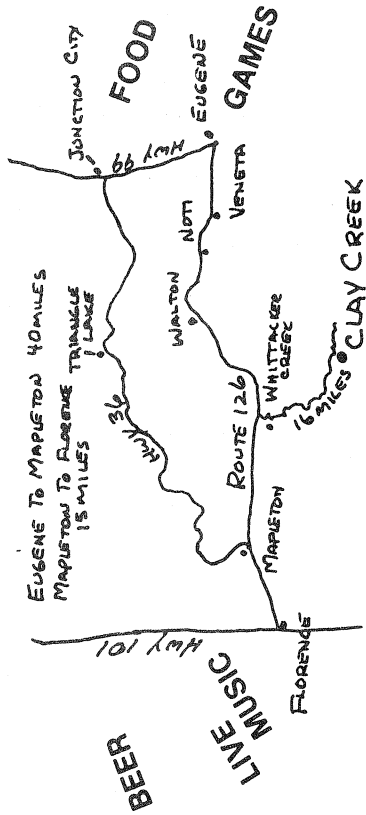 JUNCTION CITY
FOOD
HWY 99
EUGENE
GAMES
EUGENE TO MAPLETON 40 MILES
MAPLETON TO FLORENCE
15 MILES
TRIANGLE
LAKE
HWY 36
WALTON
NOTI
VENETA
ROUTE 126
WHITTACKER
CREEK
16 MILES
CLAY CREEK
MAPLETON
HWY 101
FLORENCE
BEER
LIVE
MUSIC